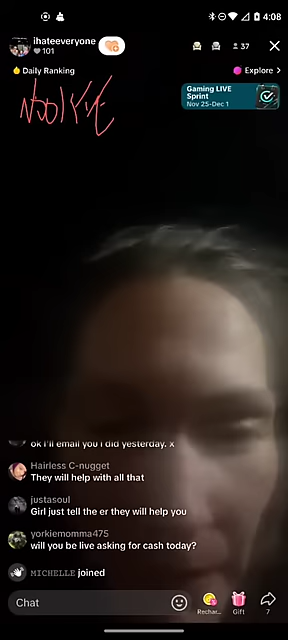 4:08
ihateeveryone
101
37
Daily Ranking
Explore >
Gaming LIVE
Sprint
Nov 25-Dec 1
ok I'll email you i did yesterday. x
Hairless C-nugget
They will help with all that
justasoul
Girl just tell the er they will help you
yorkiemomma475
will you be live asking for cash today?
MICHELLE joined
Chat
Rechar...
Gift
7